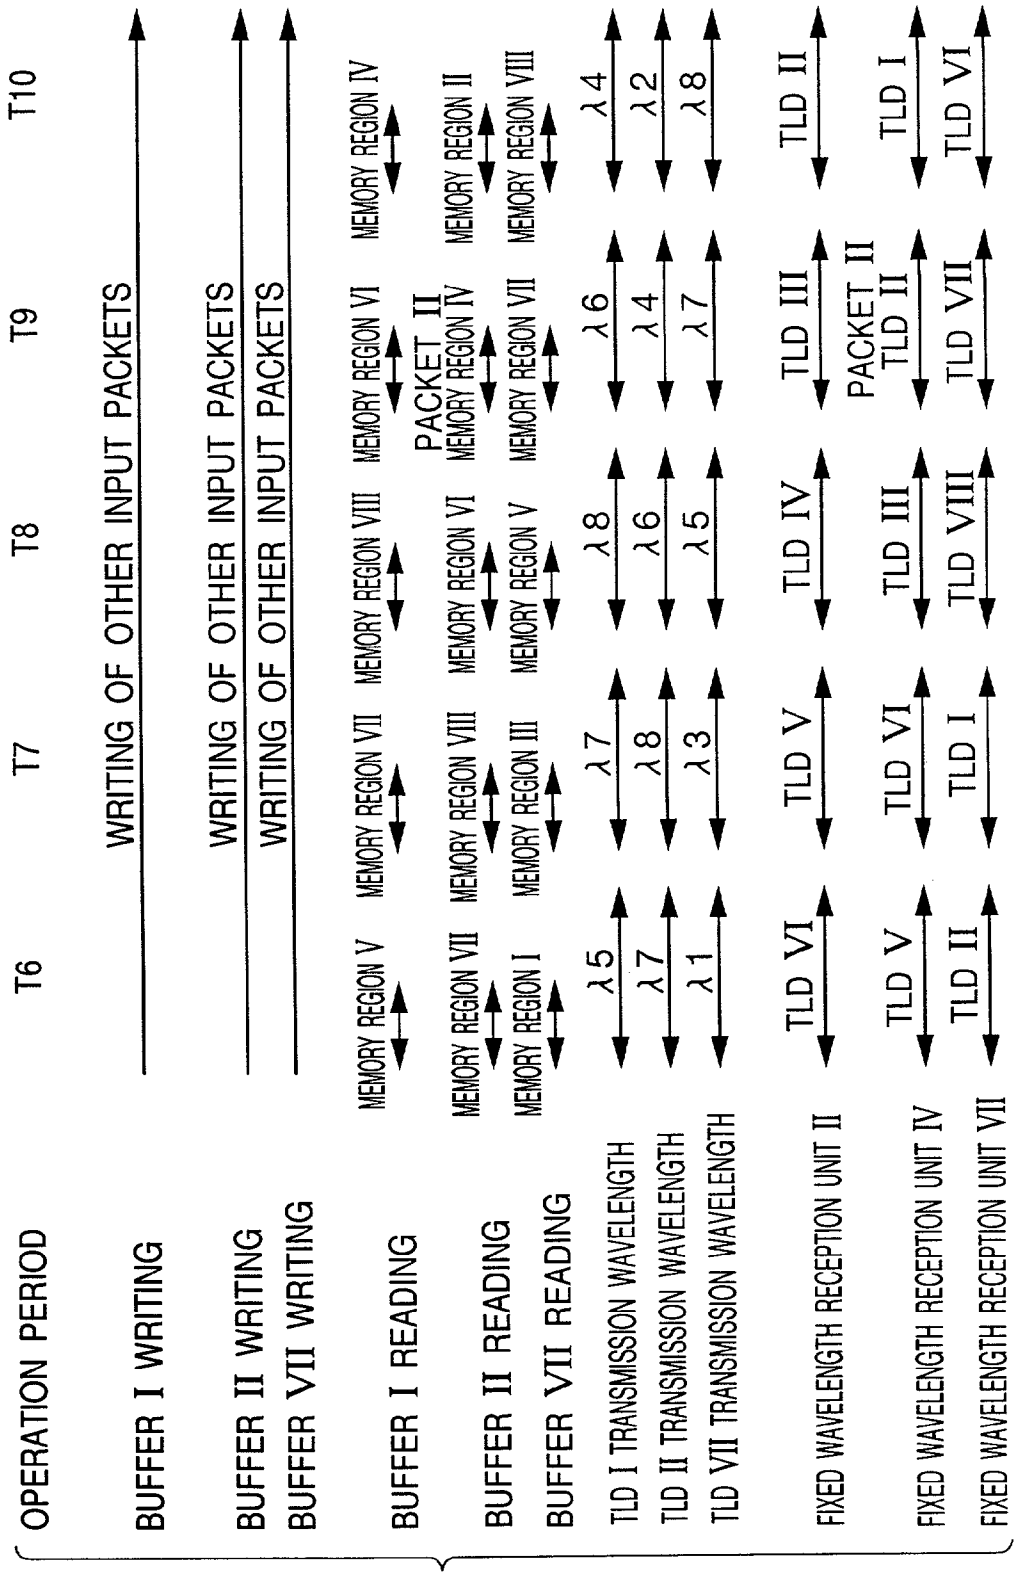 OPERATION PERIOD T6 T7 T8 T9 T10
BUFFER I WRITING WRITING OF OTHER INPUT PACKETS
BUFFER II WRITING WRITING OF OTHER INPUT PACKETS
BUFFER VII WRITING WRITING OF OTHER INPUT PACKETS
BUFFER I READING MEMORY REGION V MEMORY REGION VII MEMORY REGION VIII MEMORY REGION VI MEMORY REGION IV
PACKET II
BUFFER II READING MEMORY REGION VII MEMORY REGION VIII MEMORY REGION VI MEMORY REGION IV MEMORY REGION II
BUFFER VII READING MEMORY REGION I MEMORY REGION III MEMORY REGION V MEMORY REGION VII MEMORY REGION VIII
TLD I TRANSMISSION WAVELENGTH λ5 λ7 λ8 λ6 λ4
TLD II TRANSMISSION WAVELENGTH λ7 λ8 λ6 λ4 λ2
TLD VII TRANSMISSION WAVELENGTH λ1 λ3 λ5 λ7 λ8
FIXED WAVELENGTH RECEPTION UNIT II TLD VI TLD V TLD IV TLD III TLD II
PACKET II
FIXED WAVELENGTH RECEPTION UNIT IV TLD V TLD VI TLD III TLD II TLD I
FIXED WAVELENGTH RECEPTION UNIT VII TLD II TLD I TLD VIII TLD VII TLD VI